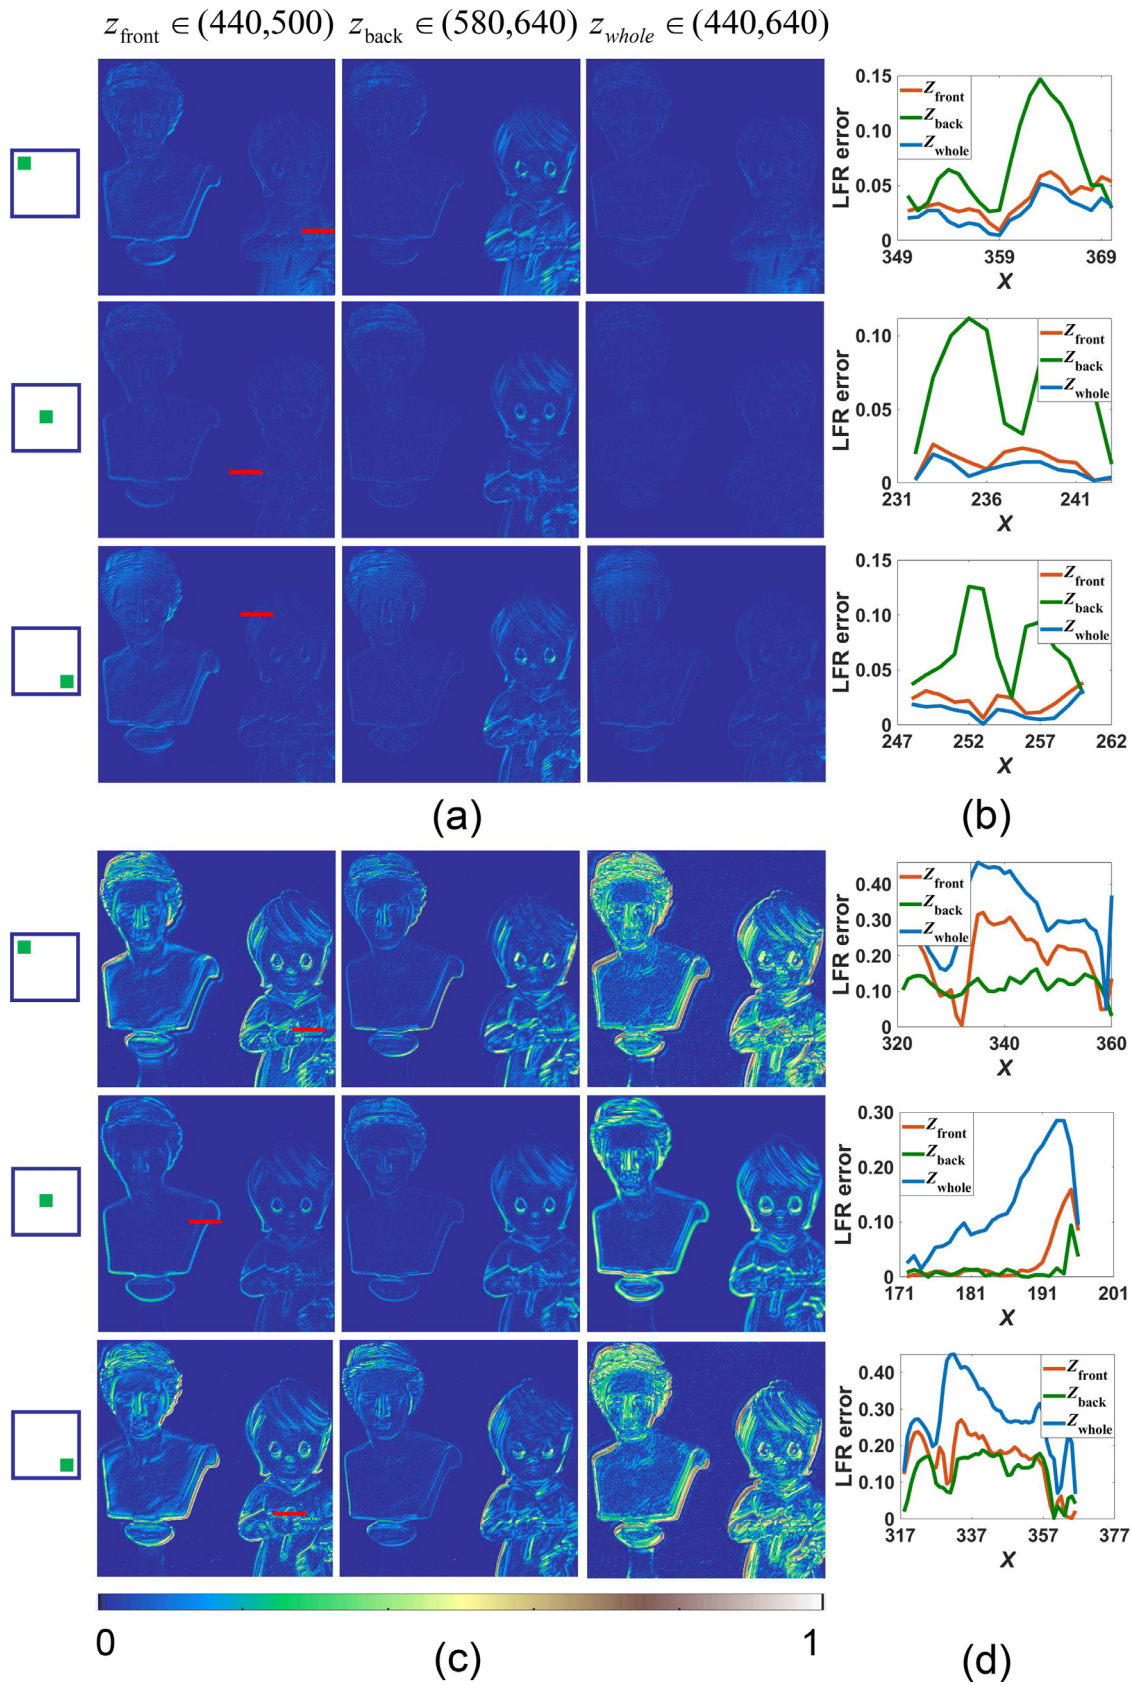 z_front ∈ (440,500) z_back ∈ (580,640) z_whole ∈ (440,640)
0.15
0.10
0.05
0
LFR error
Z_front
Z_back
Z_whole
349 359 369
X
0.10
0.05
0
LFR error
Z_front
Z_back
Z_whole
231 236 241
X
0.15
0.10
0.05
0
LFR error
Z_front
Z_back
Z_whole
247 252 257 262
X
(a) (b)
0.40
0.30
0.20
0.10
0
LFR error
Z_front
Z_back
Z_whole
320 340 360
X
0.30
0.20
0.10
0
LFR error
Z_front
Z_back
Z_whole
171 181 191 201
X
0.40
0.30
0.20
0.10
0
LFR error
Z_front
Z_back
Z_whole
317 337 357 377
X
0 1
(c) (d)